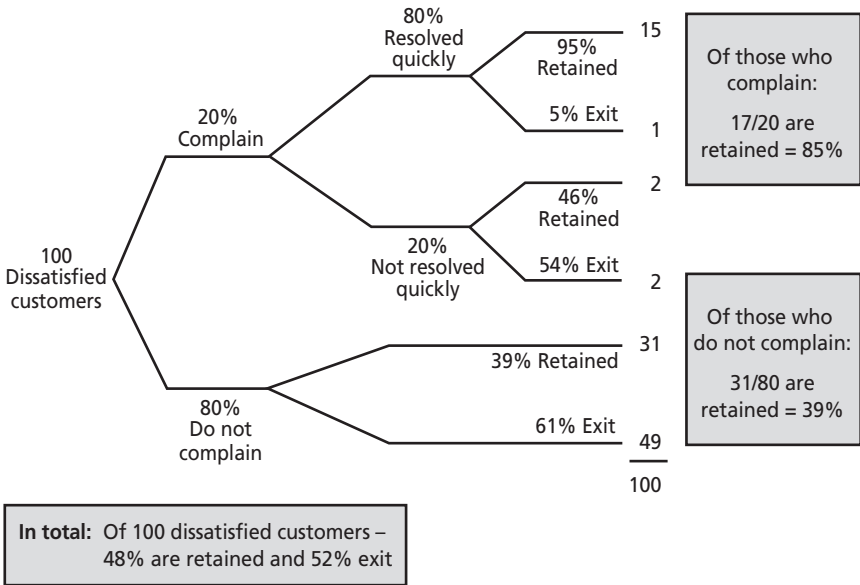 80%
Resolved
quickly
95%
Retained
15
5% Exit
1
20%
Complain
46%
Retained
2
20%
Not resolved
quickly
54% Exit
2
100
Dissatisfied
customers
39% Retained
31
80%
Do not
complain
61% Exit
49
100
Of those who
complain:
17/20 are
retained = 85%
Of those who
do not complain:
31/80 are
retained = 39%
In total: Of 100 dissatisfied customers –
48% are retained and 52% exit